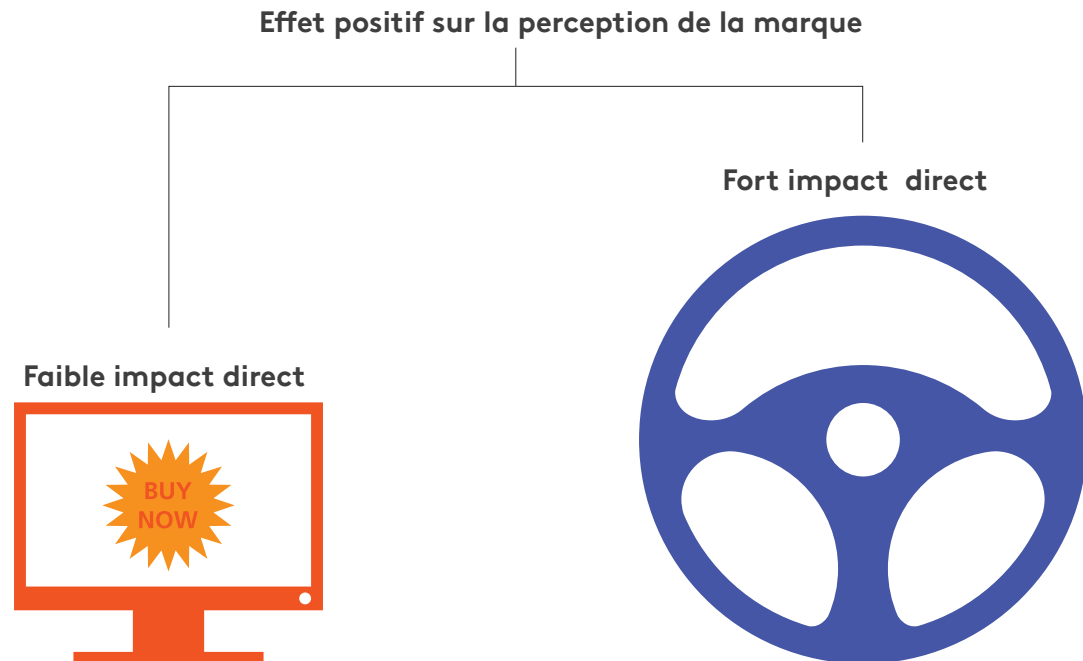 Effet positif sur la perception de la marque
Fort impact  direct
Faible impact direct
BUY
NOW